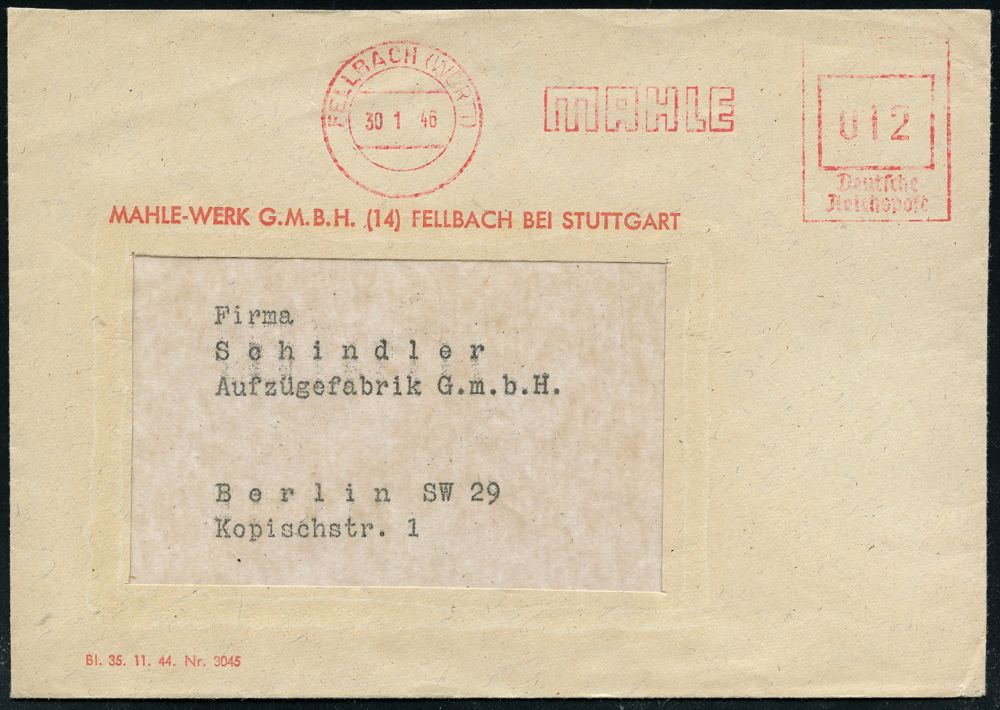 FELLBACH (WÜRTT)
30 1 46
MAHLE
012
Deutsche
Reichspost
MAHLE-WERK G.M.B.H. (14) FELLBACH BEI STUTTGART
Firma
Schindler
Aufzügefabrik G.m.b.H.
Berlin SW 29
Kopischstr. 1
Bl. 35. 11. 44. Nr. 3045